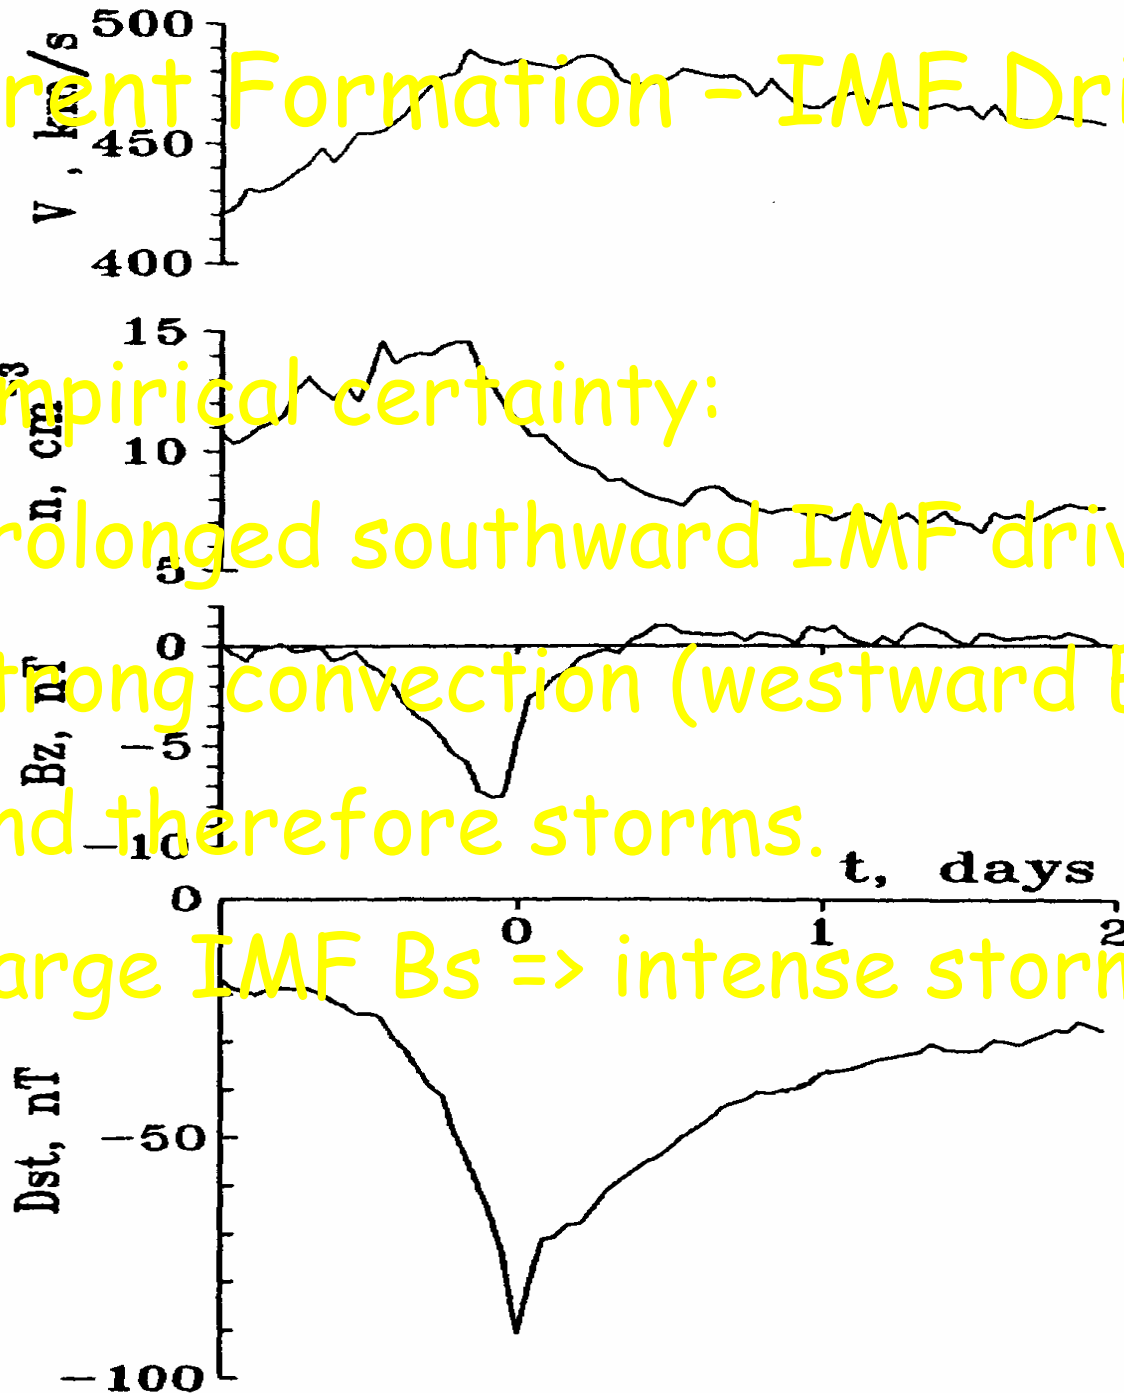 500
rent Formation - IMF Dri
V, km/s
450
400
15
mpirical certainty:
n, cm 3
10
rolonged southward IMF driv
5
0
trong convection (westward
Bz, nT
-5
nd therefore storms.
-10
t, days
0
0 1 2
arge IMF Bs => intense storm
Dst, nT
-50
-100